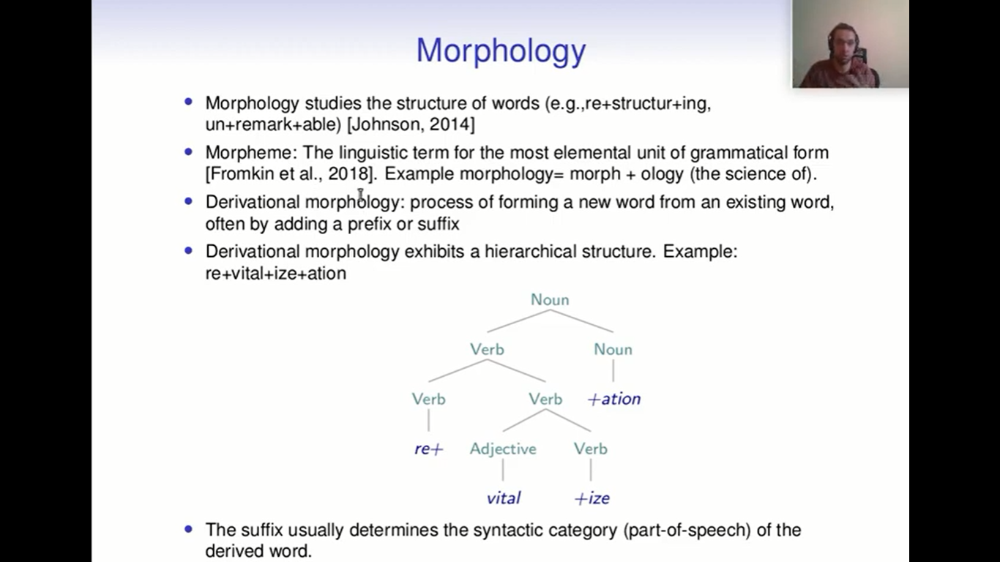 Morphology
Morphology studies the structure of words (e.g.,re+structur+ing,
un+remark+able) [Johnson, 2014]
Morpheme: The linguistic term for the most elemental unit of grammatical form
[Fromkin et al., 2018]. Example morphology= morph + ology (the science of).
Derivational morphology: process of forming a new word from an existing word,
often by adding a prefix or suffix
Derivational morphology exhibits a hierarchical structure. Example:
re+vital+ize+ation
Noun
Verb Noun
Verb Verb +ation
re+ Adjective Verb
vital +ize
The suffix usually determines the syntactic category (part-of-speech) of the
derived word.